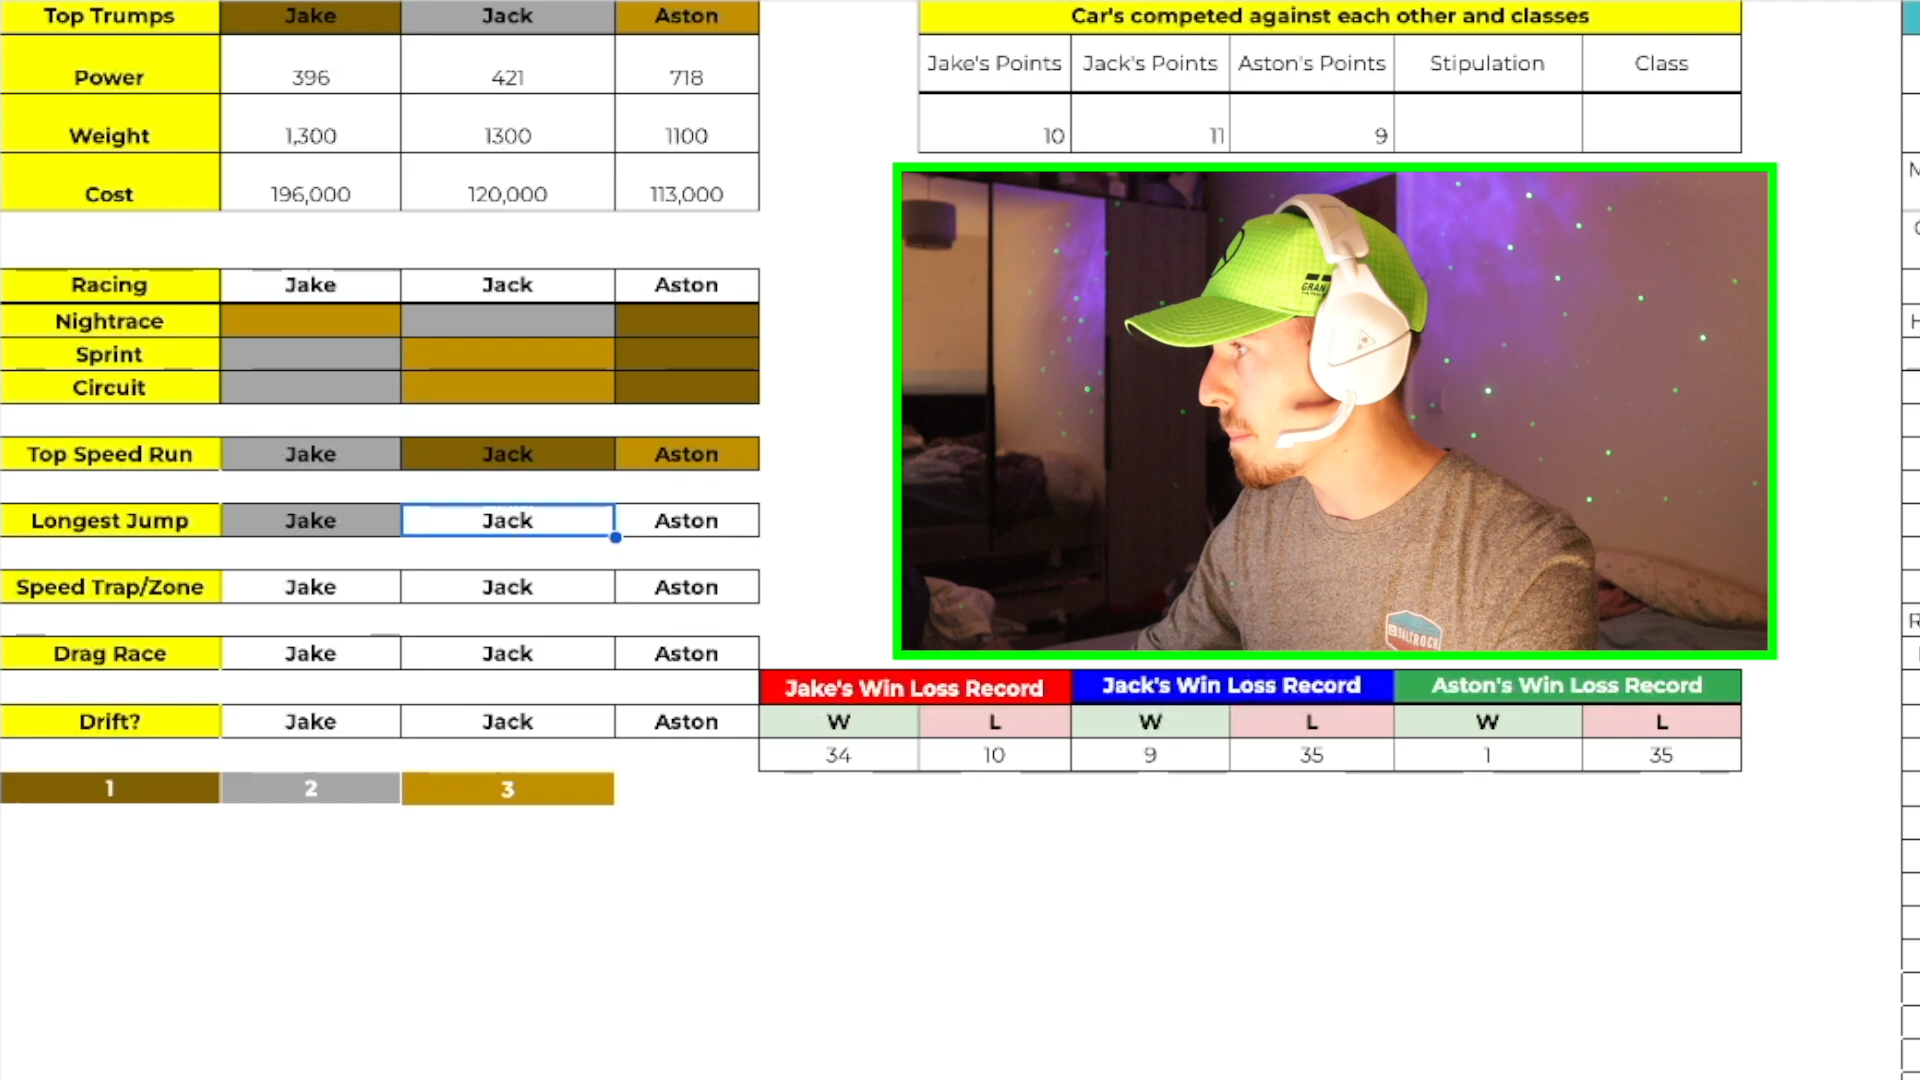 Top Trumps Jake Jack Aston
Power 396 421 718
Weight 1,300 1300 1100
Cost 196,000 120,000 113,000
Racing Jake Jack Aston
Nightrace
Sprint
Circuit
Top Speed Run Jake Jack Aston
Longest Jump Jake Jack Aston
Speed Trap/Zone Jake Jack Aston
Drag Race Jake Jack Aston
Drift? Jake Jack Aston
1 2 3
Car's competed against each other and classes
Jake's Points Jack's Points Aston's Points Stipulation Class
10 11 9
GRAN
SALTROCK
Jake's Win Loss Record Jack's Win Loss Record Aston's Win Loss Record
W L W L W L
34 10 9 35 1 35